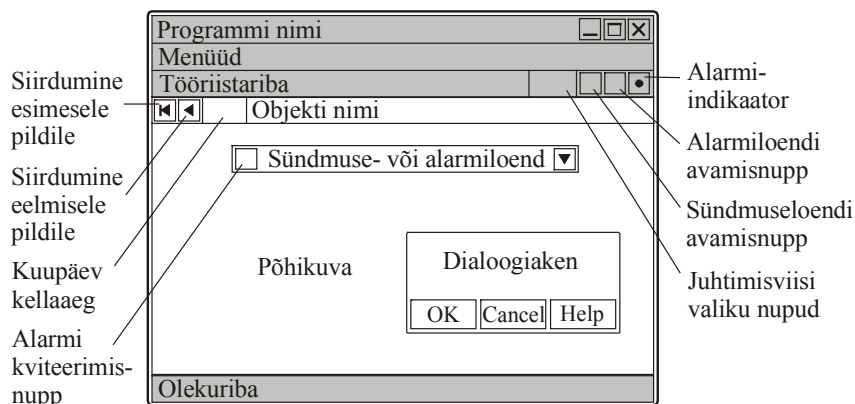 Programmi nimi
Menüüd
Tööriistariba
Objekti nimi
Sündmuse- või alarmiloend
Põhikuva
Dialoogiaken
OK
Cancel
Help
Olekuriba
Siirdumine
esimesele
pildile
Siirdumine
eelmisele
pildile
Kuupäev
kellaaeg
Alarmi
kviteerimis-
nupp
Alarmi-
indikaator
Alarmiloendi
avamisnupp
Sündmuseloendi
avamisnupp
Juhtimisviisi
valiku nupud